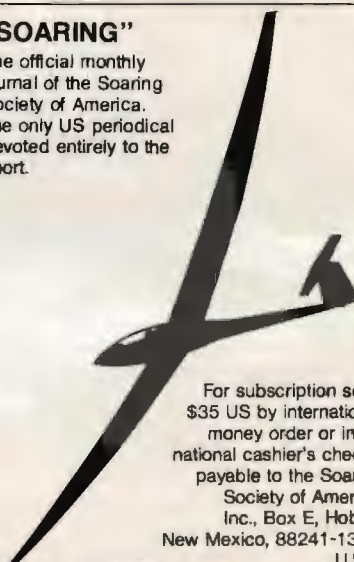 SOARING"
e official monthly
urnal of the Soaring
ociety of America.
e only US periodical
evoted entirely to the
ort.
For subscription se
$35 US by internatio
money order or in
national cashier's chec
payable to the Soar
Society of Amer
Inc., Box E, Hob
New Mexico, 88241-13